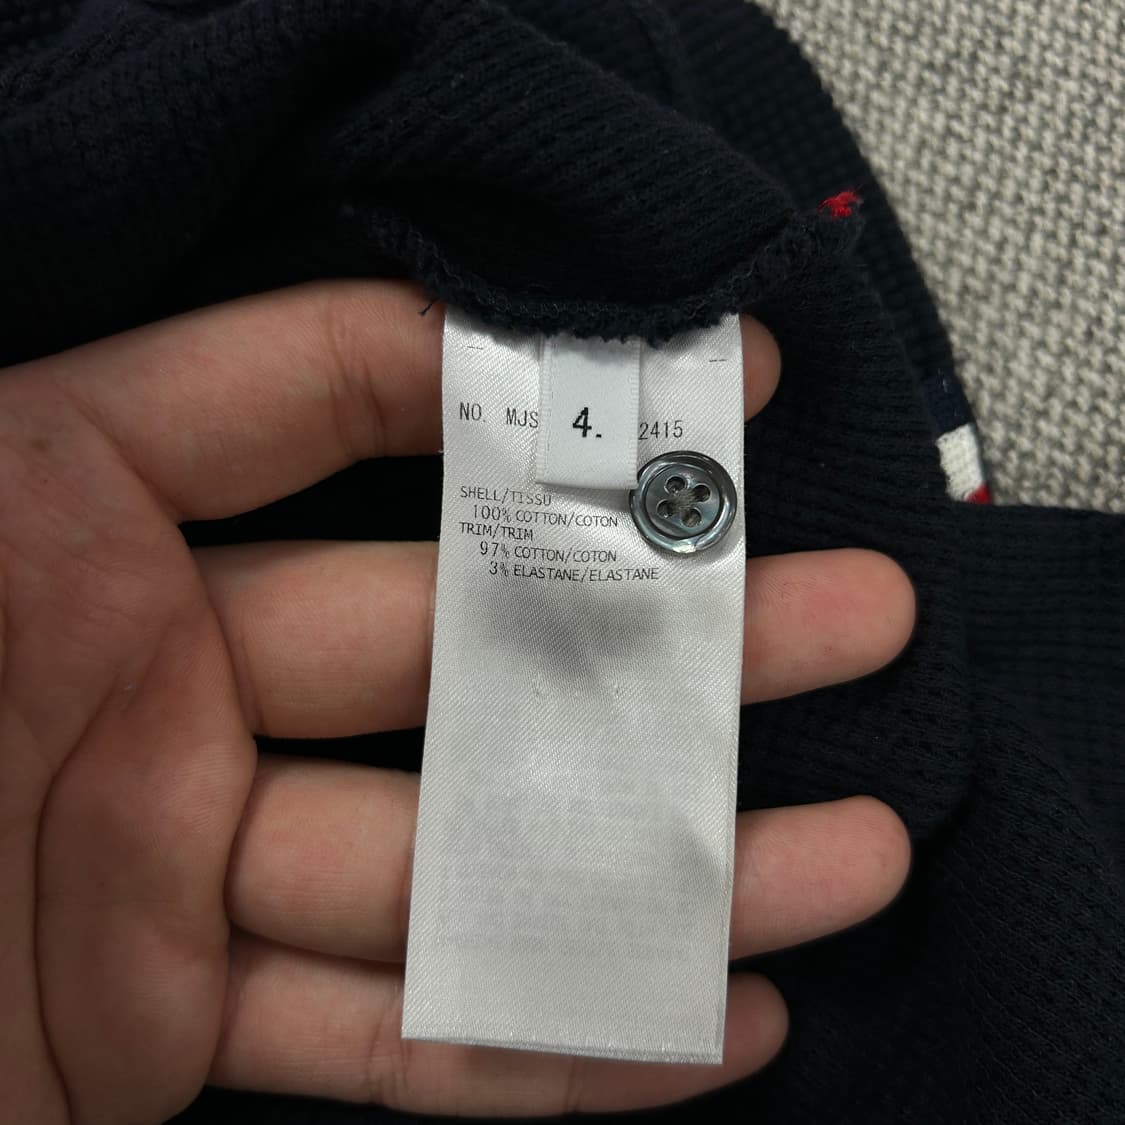 NO. MJS 2415
4.
SHELL/TISSU
100% COTTON/COTON
TRIM/TRIM
97% COTTON/COTON
3% ELASTANE/ELASTANE